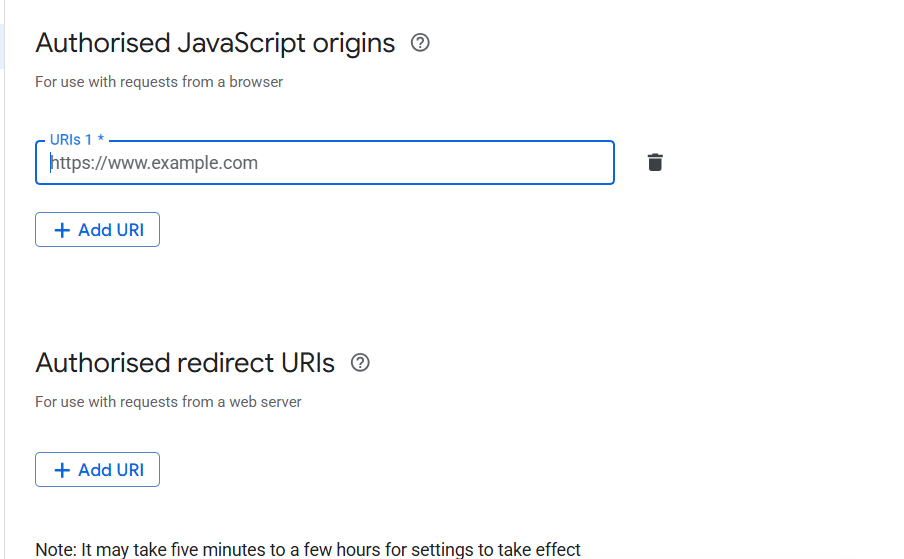 Authorised JavaScript origins
For use with requests from a browser
URIs 1 *
https://www.example.com
+ Add URI
Authorised redirect URIs
For use with requests from a web server
+ Add URI
Note: It may take five minutes to a few hours for settings to take effect